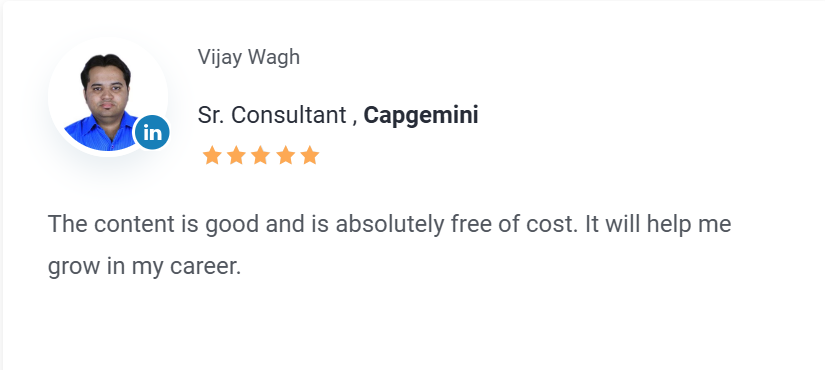 Vijay Wagh
Sr. Consultant , Capgemini
in
The content is good and is absolutely free of cost. It will help me
grow in my career.